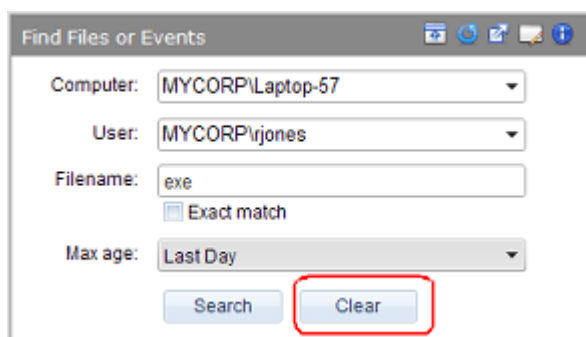 Find Files or Events
Computer: MYCORP\Laptop-57
User: MYCORP\rjones
Filename: exe
Exact match
Max age: Last Day
Search Clear